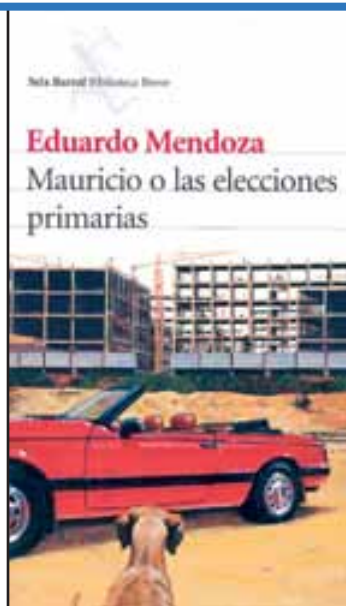 Seix Barral Biblioteca Breve
Eduardo Mendoza
Mauricio o las elecciones
primarias